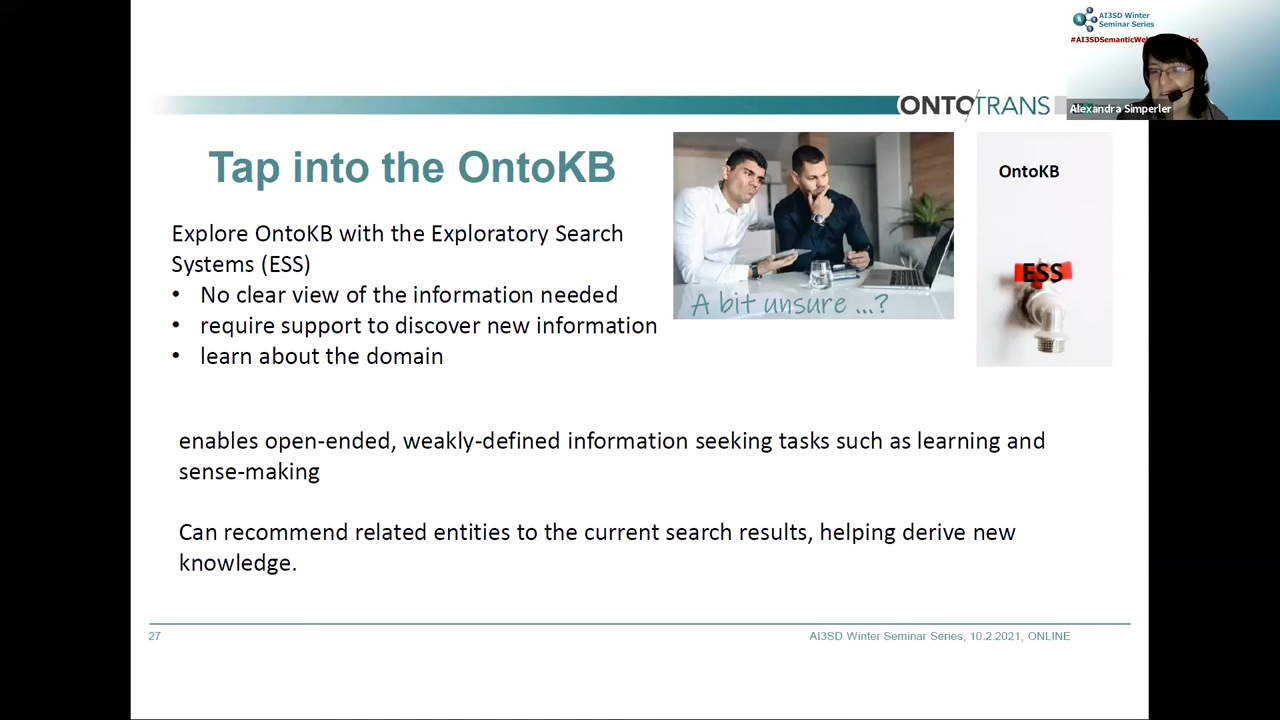 AI3SD Winter
Seminar Series
Alexandra Simperler
ONTOTRANS
Tap into the OntoKB
Explore OntoKB with the Exploratory Search
Systems (ESS)
• No clear view of the information needed
• require support to discover new information
• learn about the domain
A bit unsure ...?
OntoKB
ESS
enables open-ended, weakly-defined information seeking tasks such as learning and
sense-making
Can recommend related entities to the current search results, helping derive new
knowledge.
27
AI3SD Winter Seminar Series, 10.2.2021, ONLINE